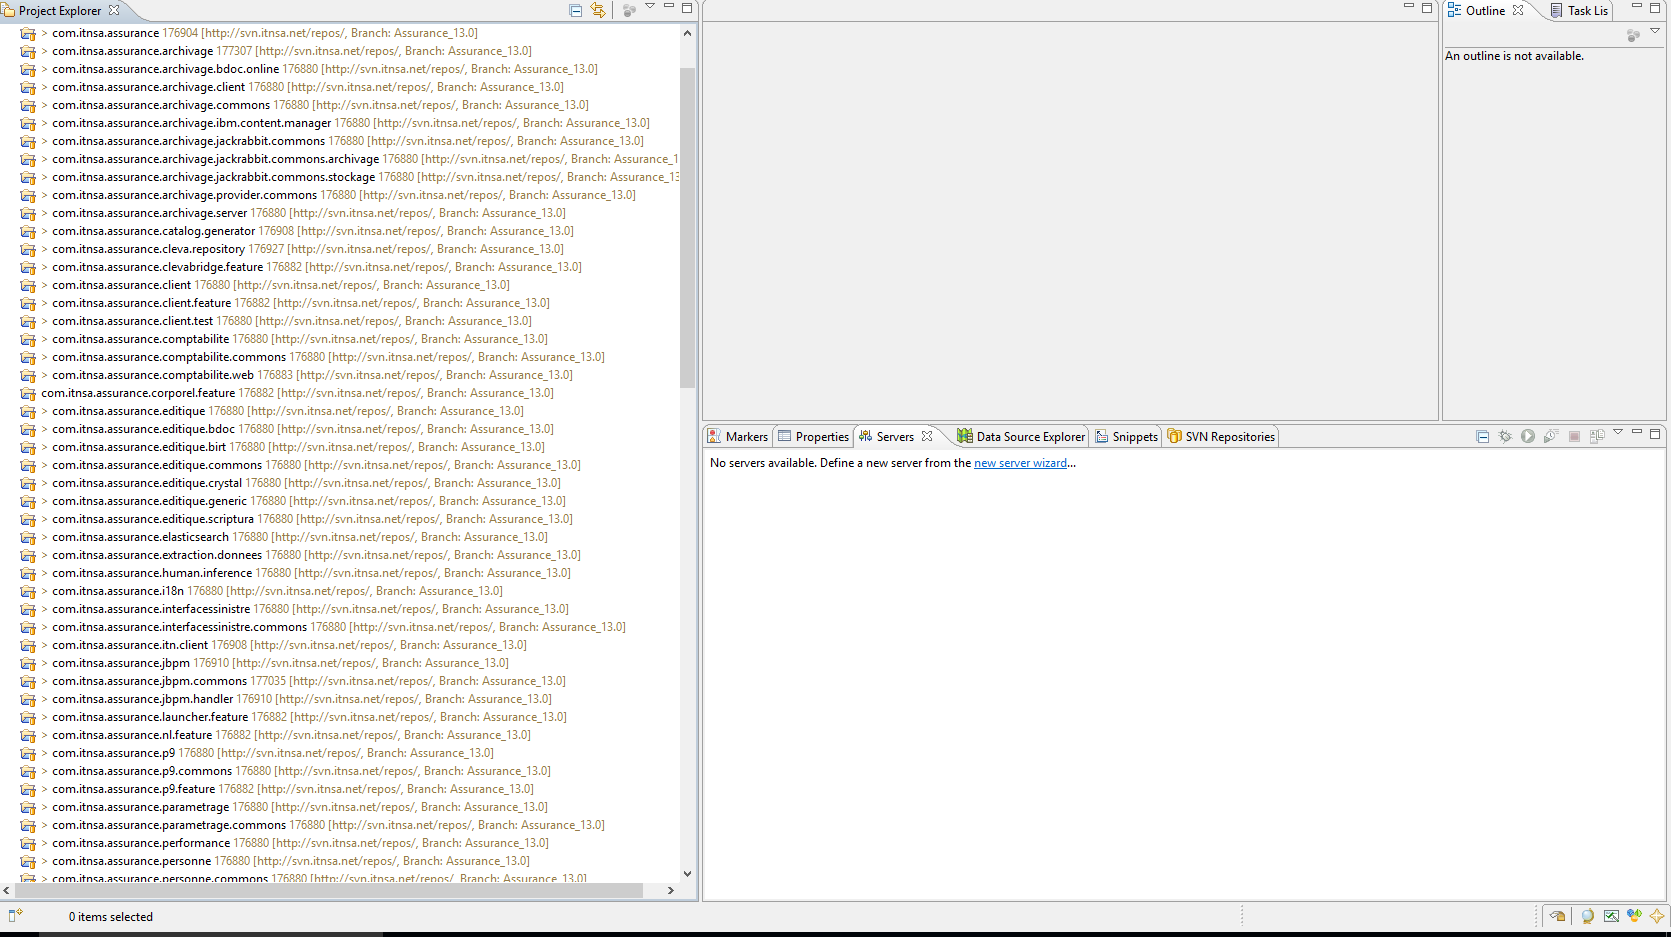 Project Explorer
> com.itnsa.assurance 176904 [http://svn.itnsa.net/repos/, Branch: Assurance_13.0]
> com.itnsa.assurance.archivage 177307 [http://svn.itnsa.net/repos/, Branch: Assurance_13.0]
> com.itnsa.assurance.archivage.bdoc.online 176880 [http://svn.itnsa.net/repos/, Branch: Assurance_13.0]
> com.itnsa.assurance.archivage.client 176880 [http://svn.itnsa.net/repos/, Branch: Assurance_13.0]
> com.itnsa.assurance.archivage.commons 176880 [http://svn.itnsa.net/repos/, Branch: Assurance_13.0]
> com.itnsa.assurance.archivage.ibm.content.manager 176880 [http://svn.itnsa.net/repos/, Branch: Assurance_13.0]
> com.itnsa.assurance.archivage.jackrabbit.commons 176880 [http://svn.itnsa.net/repos/, Branch: Assurance_13.0]
> com.itnsa.assurance.archivage.jackrabbit.commons.archivage 176880 [http://svn.itnsa.net/repos/, Branch: Assurance_1
> com.itnsa.assurance.archivage.jackrabbit.commons.stockage 176880 [http://svn.itnsa.net/repos/, Branch: Assurance_13
> com.itnsa.assurance.archivage.provider.commons 176880 [http://svn.itnsa.net/repos/, Branch: Assurance_13.0]
> com.itnsa.assurance.archivage.server 176880 [http://svn.itnsa.net/repos/, Branch: Assurance_13.0]
> com.itnsa.assurance.catalog.generator 176908 [http://svn.itnsa.net/repos/, Branch: Assurance_13.0]
> com.itnsa.assurance.cleva.repository 176927 [http://svn.itnsa.net/repos/, Branch: Assurance_13.0]
> com.itnsa.assurance.clevabridge.feature 176882 [http://svn.itnsa.net/repos/, Branch: Assurance_13.0]
> com.itnsa.assurance.client 176880 [http://svn.itnsa.net/repos/, Branch: Assurance_13.0]
> com.itnsa.assurance.client.feature 176882 [http://svn.itnsa.net/repos/, Branch: Assurance_13.0]
> com.itnsa.assurance.client.test 176880 [http://svn.itnsa.net/repos/, Branch: Assurance_13.0]
> com.itnsa.assurance.comptabilite 176880 [http://svn.itnsa.net/repos/, Branch: Assurance_13.0]
> com.itnsa.assurance.comptabilite.commons 176880 [http://svn.itnsa.net/repos/, Branch: Assurance_13.0]
> com.itnsa.assurance.comptabilite.web 176883 [http://svn.itnsa.net/repos/, Branch: Assurance_13.0]
com.itnsa.assurance.corporel.feature 176882 [http://svn.itnsa.net/repos/, Branch: Assurance_13.0]
> com.itnsa.assurance.editique 176880 [http://svn.itnsa.net/repos/, Branch: Assurance_13.0]
> com.itnsa.assurance.editique.bdoc 176880 [http://svn.itnsa.net/repos/, Branch: Assurance_13.0]
> com.itnsa.assurance.editique.birt 176880 [http://svn.itnsa.net/repos/, Branch: Assurance_13.0]
> com.itnsa.assurance.editique.commons 176880 [http://svn.itnsa.net/repos/, Branch: Assurance_13.0]
> com.itnsa.assurance.editique.crystal 176880 [http://svn.itnsa.net/repos/, Branch: Assurance_13.0]
> com.itnsa.assurance.editique.generic 176880 [http://svn.itnsa.net/repos/, Branch: Assurance_13.0]
> com.itnsa.assurance.editique.scriptura 176880 [http://svn.itnsa.net/repos/, Branch: Assurance_13.0]
> com.itnsa.assurance.elasticsearch 176880 [http://svn.itnsa.net/repos/, Branch: Assurance_13.0]
> com.itnsa.assurance.extraction.donnees 176880 [http://svn.itnsa.net/repos/, Branch: Assurance_13.0]
> com.itnsa.assurance.human.inference 176880 [http://svn.itnsa.net/repos/, Branch: Assurance_13.0]
> com.itnsa.assurance.i18n 176880 [http://svn.itnsa.net/repos/, Branch: Assurance_13.0]
> com.itnsa.assurance.interfacessinistre 176880 [http://svn.itnsa.net/repos/, Branch: Assurance_13.0]
> com.itnsa.assurance.interfacessinistre.commons 176880 [http://svn.itnsa.net/repos/, Branch: Assurance_13.0]
> com.itnsa.assurance.itn.client 176908 [http://svn.itnsa.net/repos/, Branch: Assurance_13.0]
> com.itnsa.assurance.jbpm 176910 [http://svn.itnsa.net/repos/, Branch: Assurance_13.0]
> com.itnsa.assurance.jbpm.commons 177035 [http://svn.itnsa.net/repos/, Branch: Assurance_13.0]
> com.itnsa.assurance.jbpm.handler 176910 [http://svn.itnsa.net/repos/, Branch: Assurance_13.0]
> com.itnsa.assurance.launcher.feature 176882 [http://svn.itnsa.net/repos/, Branch: Assurance_13.0]
> com.itnsa.assurance.nl.feature 176882 [http://svn.itnsa.net/repos/, Branch: Assurance_13.0]
> com.itnsa.assurance.p9 176880 [http://svn.itnsa.net/repos/, Branch: Assurance_13.0]
> com.itnsa.assurance.p9.commons 176880 [http://svn.itnsa.net/repos/, Branch: Assurance_13.0]
> com.itnsa.assurance.p9.feature 176882 [http://svn.itnsa.net/repos/, Branch: Assurance_13.0]
> com.itnsa.assurance.parametrage 176880 [http://svn.itnsa.net/repos/, Branch: Assurance_13.0]
> com.itnsa.assurance.parametrage.commons 176880 [http://svn.itnsa.net/repos/, Branch: Assurance_13.0]
> com.itnsa.assurance.performance 176880 [http://svn.itnsa.net/repos/, Branch: Assurance_13.0]
> com.itnsa.assurance.personne 176880 [http://svn.itnsa.net/repos/, Branch: Assurance_13.0]
> com.itnsa.assurance.personne.commons 176880 [http://svn.itnsa.net/repos/, Branch: Assurance_13.0]
0 items selected
Outline
Task Lis
An outline is not available.
Markers
Properties
Servers
Data Source Explorer
Snippets
SVN Repositories
No servers available. Define a new server from the new server wizard...